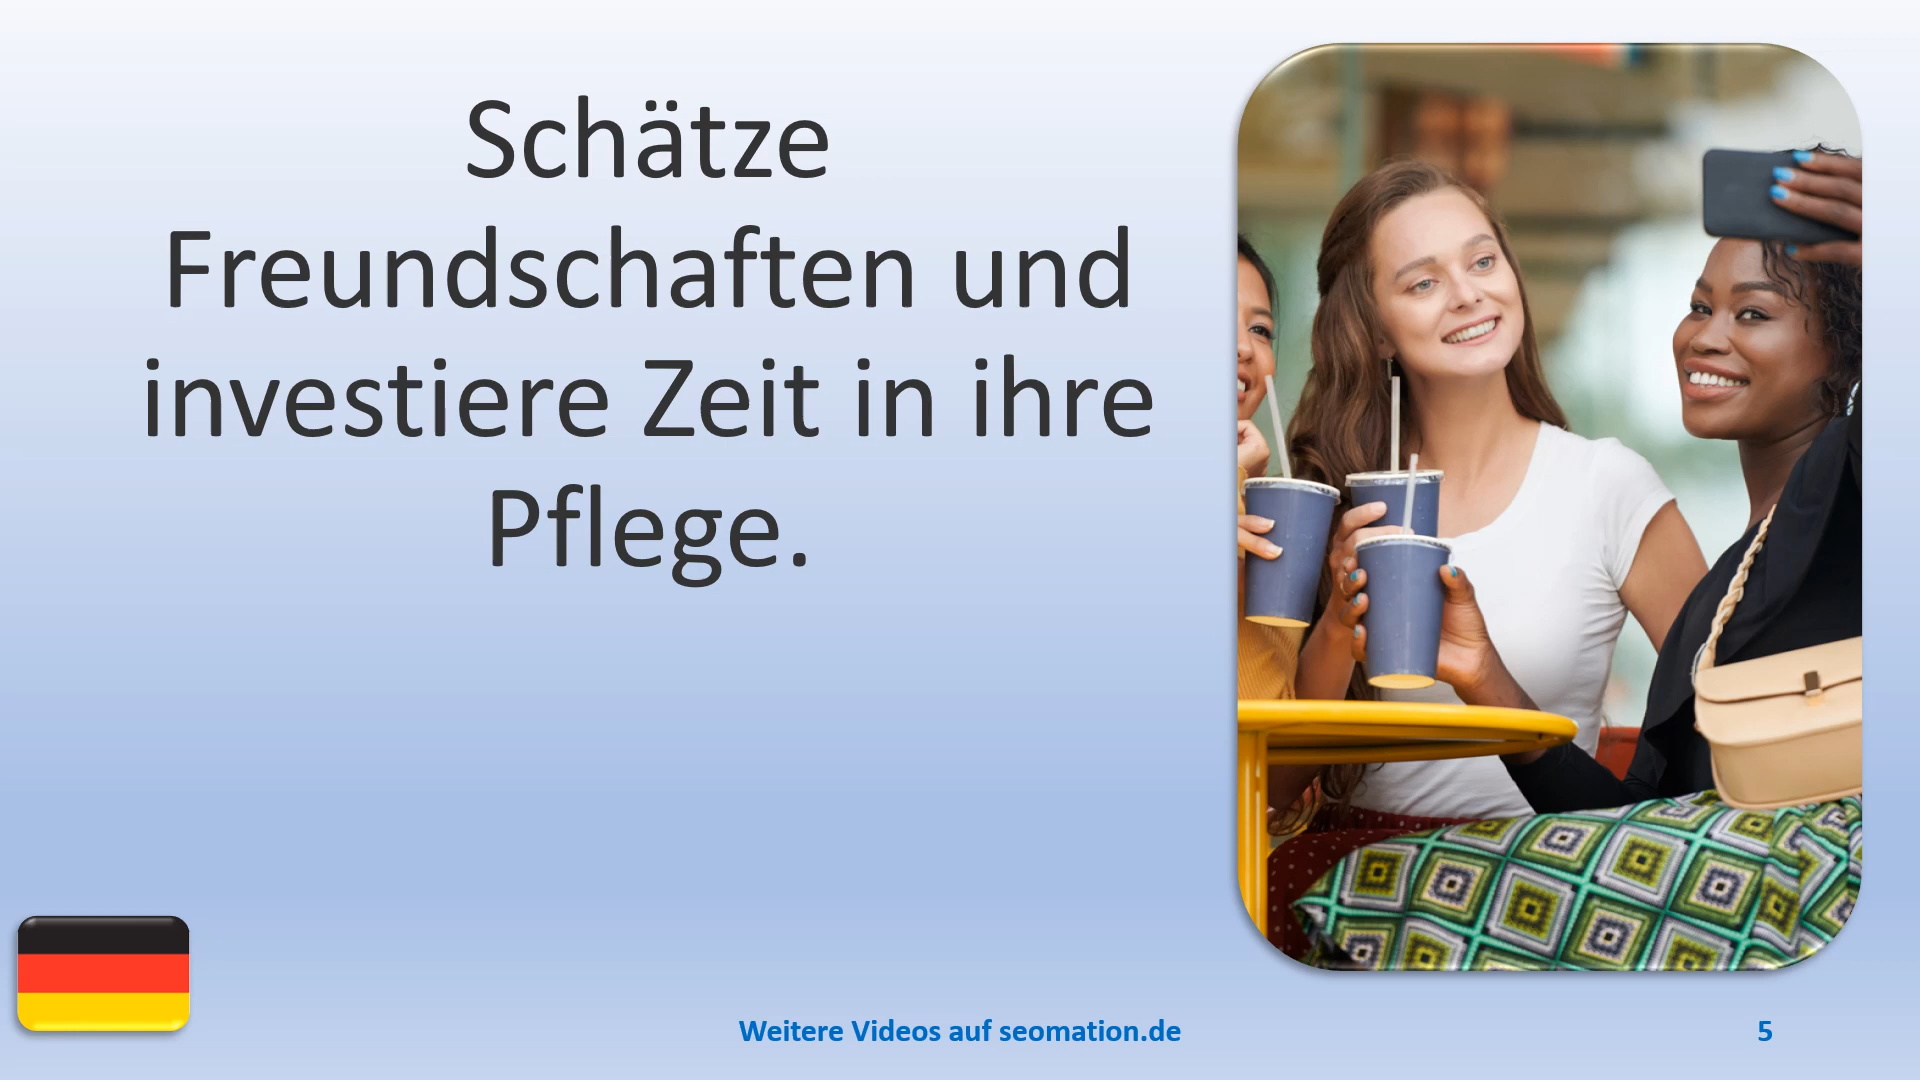 Schätze
Freundschaften und
investiere Zeit in ihre
Pflege.
Weitere Videos auf seomation.de
5